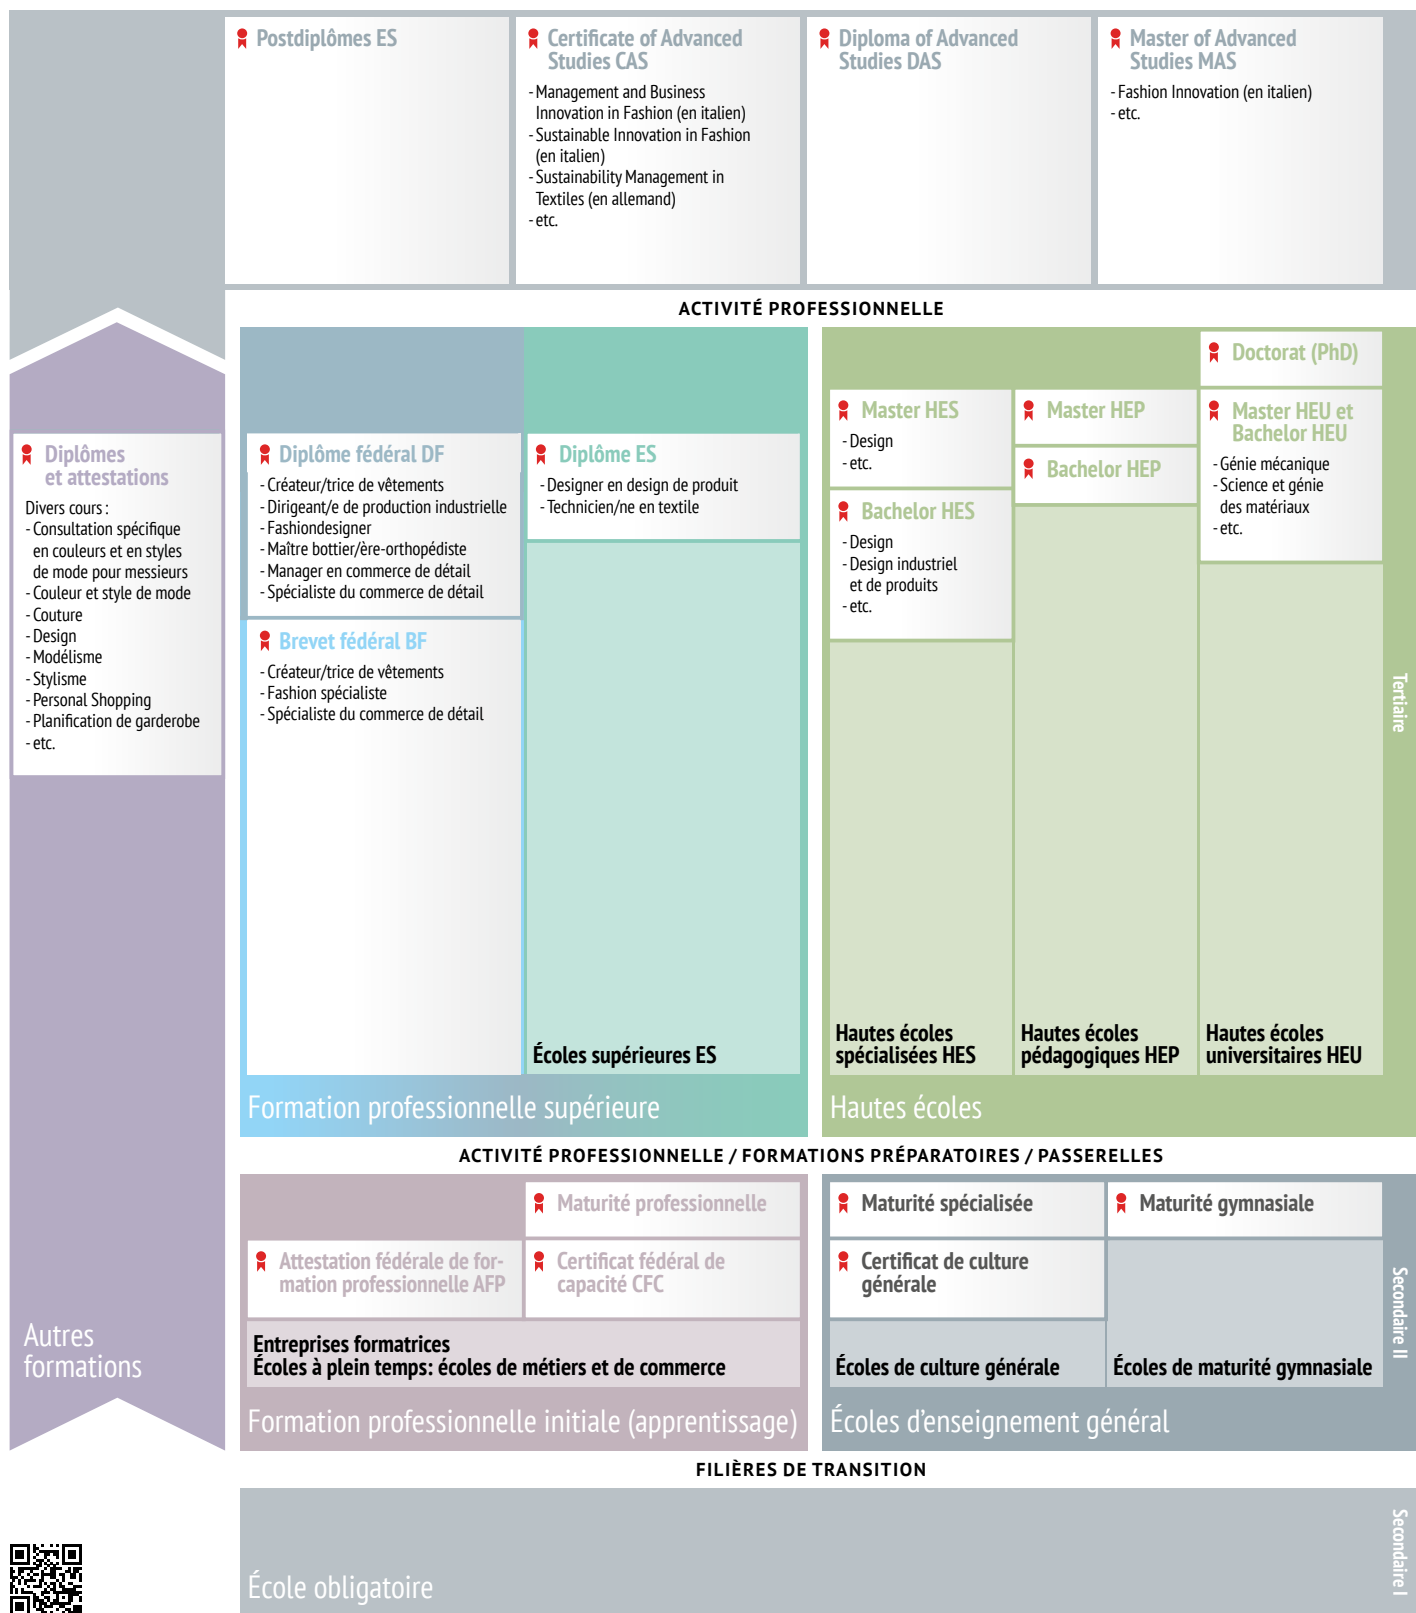 Postdiplômes ES
Certificate of Advanced
Studies CAS
- Management and Business
Innovation in Fashion (en italien)
- Sustainable Innovation in Fashion
(en italien)
- Sustainability Management in
Textiles (en allemand)
- etc.
Diploma of Advanced
Studies DAS
Master of Advanced
Studies MAS
- Fashion Innovation (en italien)
- etc.
ACTIVITÉ PROFESSIONNELLE
Diplômes
et attestations
Divers cours :
- Consultation spécifique
en couleurs et en styles
de mode pour messieurs
- Couleur et style de mode
- Couture
- Design
- Modélisme
- Stylisme
- Personal Shopping
- Planification de garderobe
- etc.
Autres
formations
Diplôme fédéral DF
- Créateur/trice de vêtements
- Dirigeant/e de production industrielle
- Fashiondesigner
- Maître bottier/ère-orthopédiste
- Manager en commerce de détail
- Spécialiste du commerce de détail
Brevet fédéral BF
- Créateur/trice de vêtements
- Fashion spécialiste
- Spécialiste du commerce de détail
Diplôme ES
- Designer en design de produit
- Technicien/ne en textile
Écoles supérieures ES
Formation professionnelle supérieure
Master HES
- Design
- etc.
Bachelor HES
- Design
- Design industriel
et de produits
- etc.
Hautes écoles
spécialisées HES
Master HEP
Bachelor HEP
Hautes écoles
pédagogiques HEP
Doctorat (PhD)
Master HEU et
Bachelor HEU
- Génie mécanique
- Science et génie
des matériaux
- etc.
Hautes écoles
universitaires HEU
Hautes écoles
Tertiaire
ACTIVITÉ PROFESSIONNELLE / FORMATIONS PRÉPARATOIRES / PASSERELLES
Maturité professionnelle
Attestation fédérale de for-
mation professionnelle AFP
Certificat fédéral de
capacité CFC
Entreprises formatrices
Écoles à plein temps: écoles de métiers et de commerce
Formation professionnelle initiale (apprentissage)
Maturité spécialisée
Certificat de culture
générale
Écoles de culture générale
Maturité gymnasiale
Écoles de maturité gymnasiale
Écoles d'enseignement général
Secondaire II
FILIÈRES DE TRANSITION
École obligatoire
Secondaire I